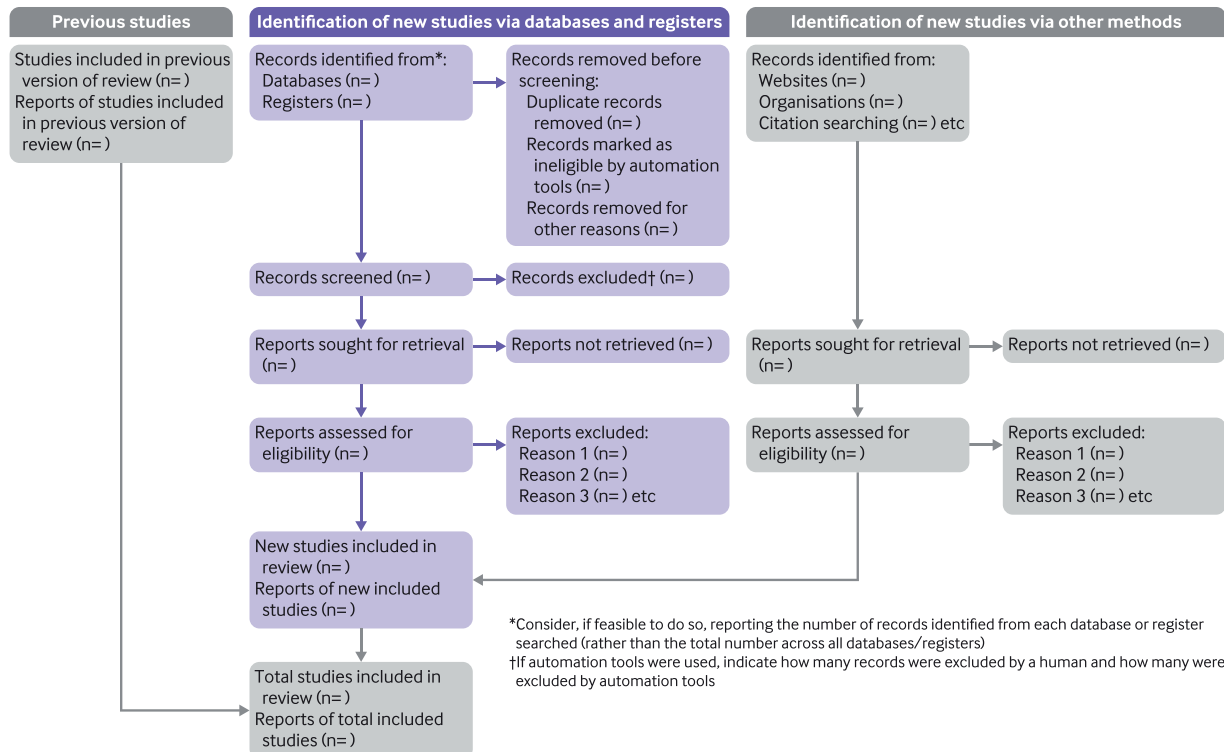 Previous studies
Studies included in previous
version of review (n= )
Reports of studies included
in previous version of
review (n= )
Identification of new studies via databases and registers
Records identified from*:
Databases (n= )
Registers (n= )
Records removed before
screening:
Duplicate records
removed (n= )
Records marked as
ineligible by automation
tools (n= )
Records removed for
other reasons (n= )
Records screened (n= )
Records excluded† (n= )
Reports sought for retrieval
(n= )
Reports not retrieved (n= )
Reports assessed for
eligibility (n= )
Reports excluded:
Reason 1 (n= )
Reason 2 (n= )
Reason 3 (n= ) etc
New studies included in
review (n= )
Reports of new included
studies (n= )
Identification of new studies via other methods
Records identified from:
Websites (n= )
Organisations (n= )
Citation searching (n= ) etc
Reports sought for retrieval
(n= )
Reports not retrieved (n= )
Reports assessed for
eligibility (n= )
Reports excluded:
Reason 1 (n= )
Reason 2 (n= )
Reason 3 (n= ) etc
Total studies included in
review (n= )
Reports of total included
studies (n= )
*Consider, if feasible to do so, reporting the number of records identified from each database or register
searched (rather than the total number across all databases/registers)
†If automation tools were used, indicate how many records were excluded by a human and how many were
excluded by automation tools